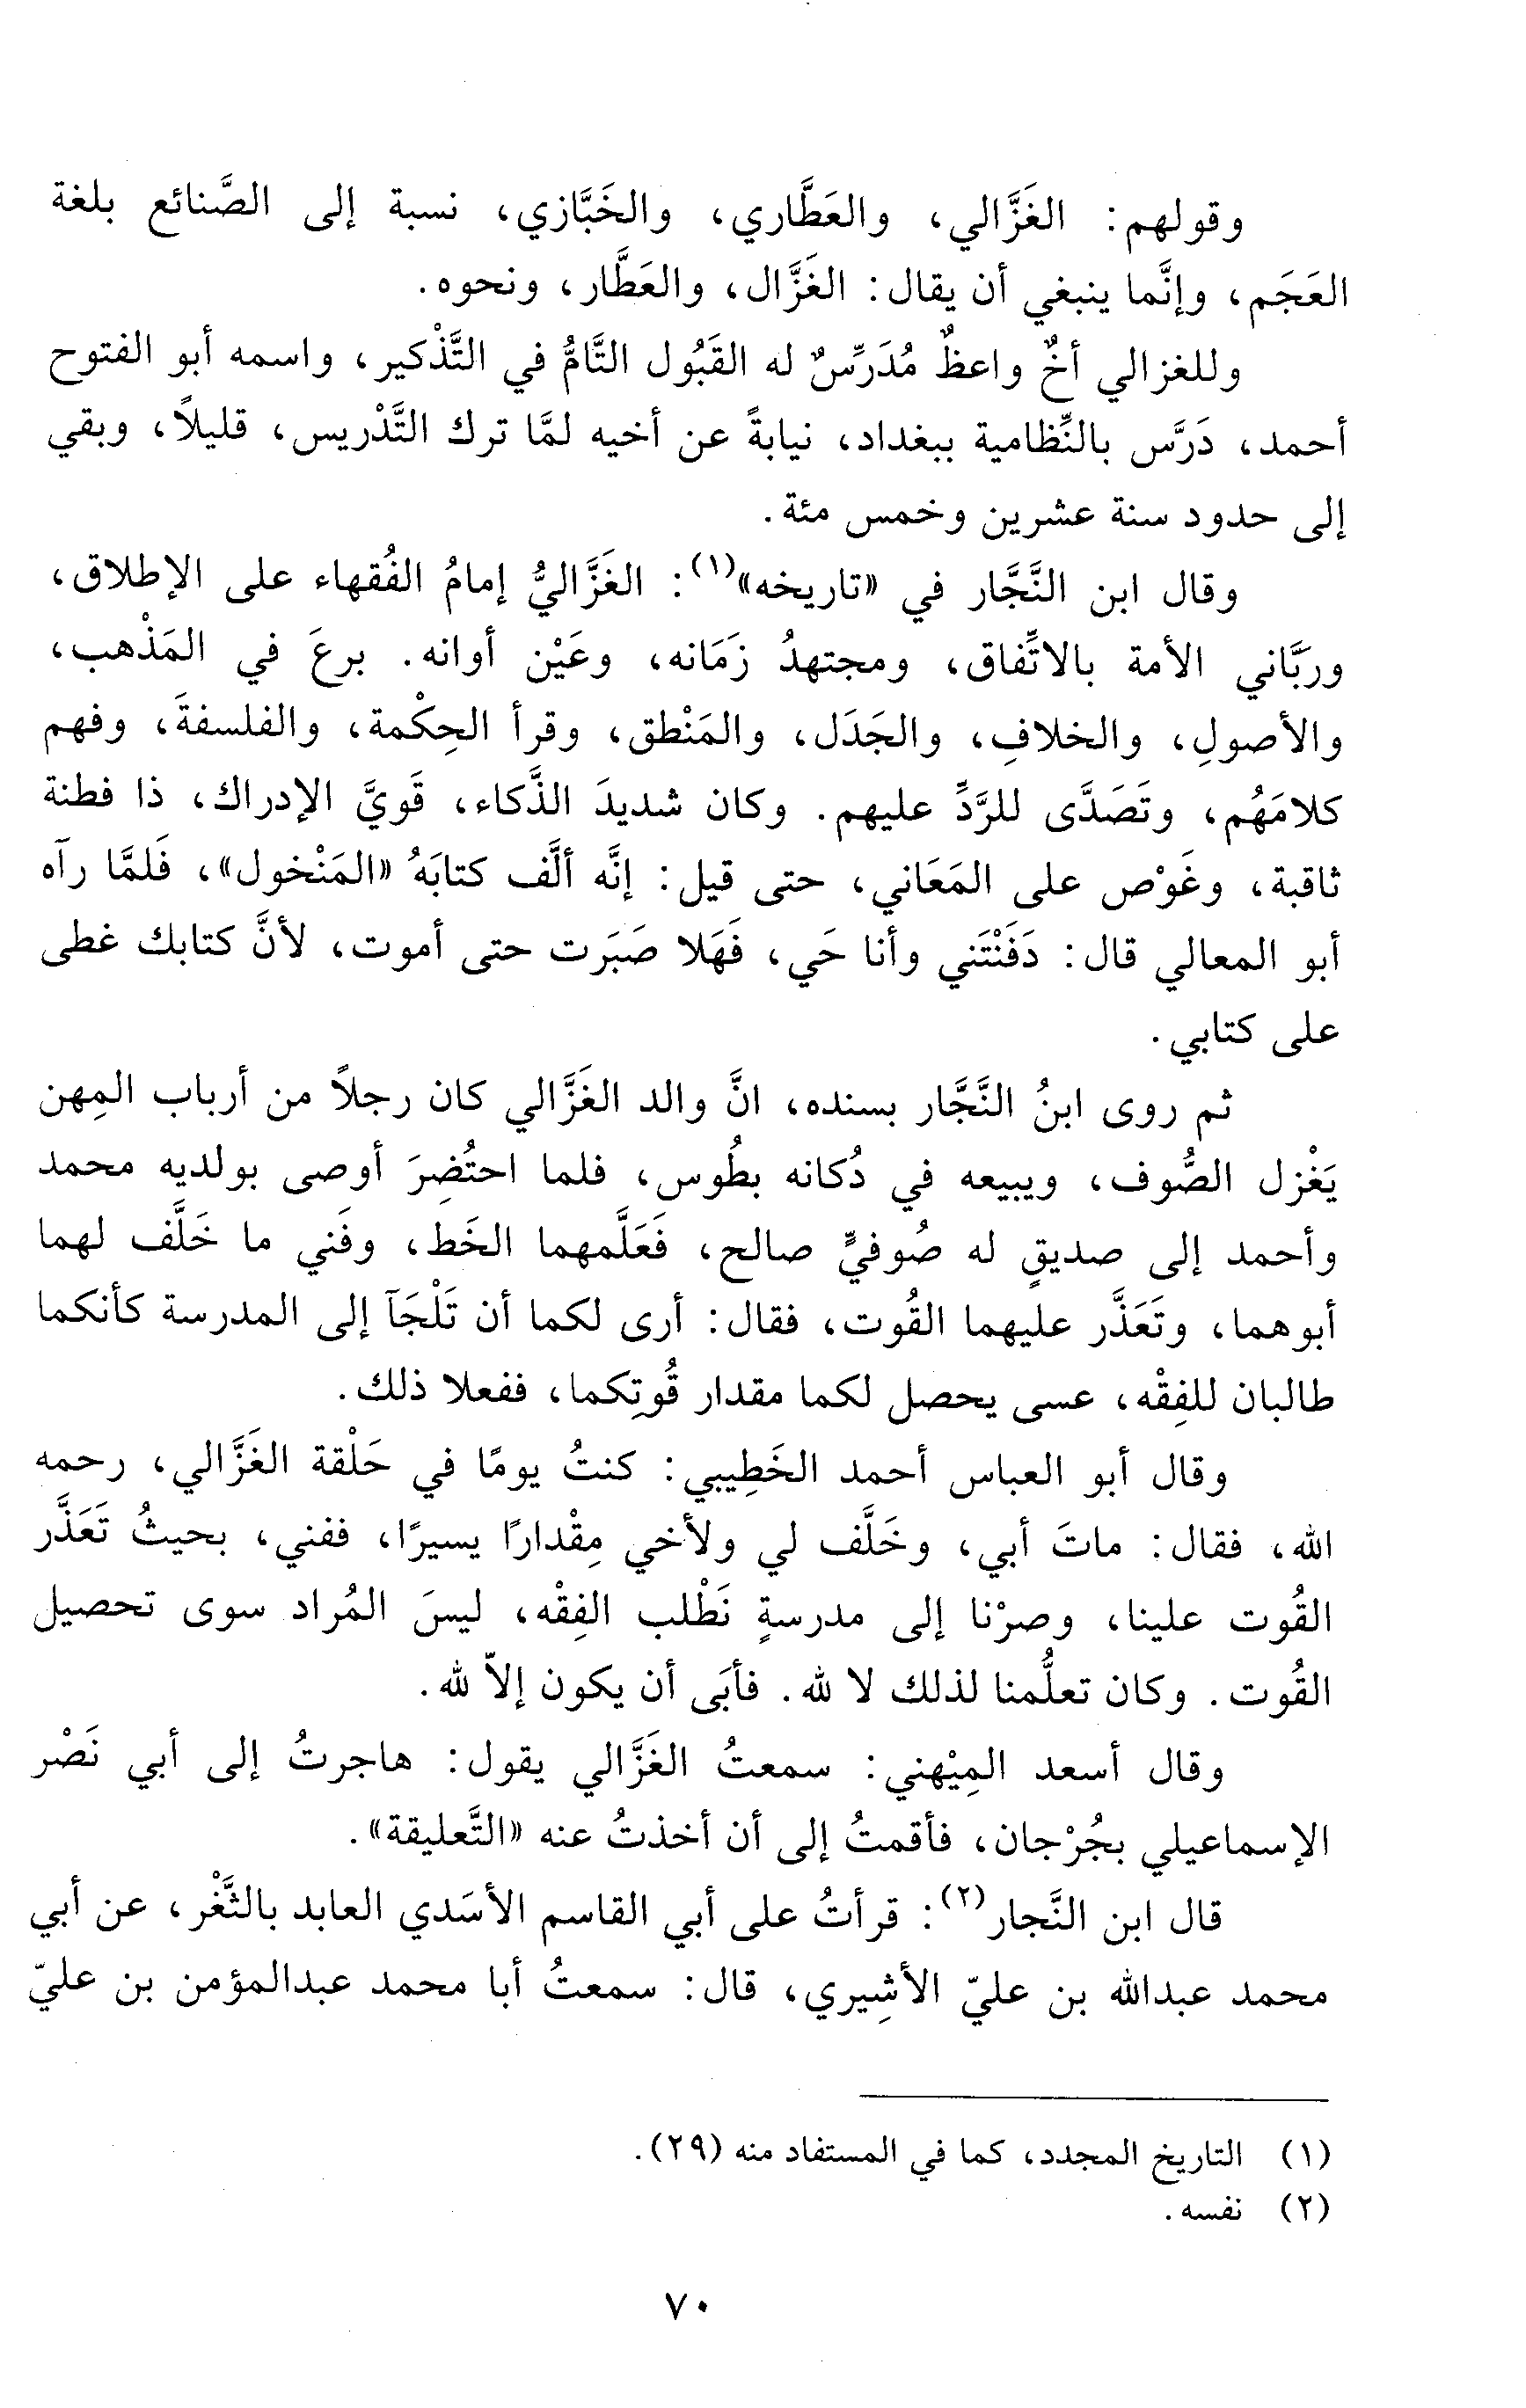 وقولهم: الغَزَّالي، والعَطَّاري، والخَبَّازي، نسبة إلى الصَّنائع بلغة
العَجَم، وإنَّما ينبغي أن يقال: الغَزَّال، والعَطَّار، ونحوه.
وللغزالي أخٌ واعظٌ مُدَرِّسٌ له القَبُول التَّامُّ في التَّذْكير، واسمه أبو الفتوح
أحمد، دَرَّس بالنِّظامية ببغداد، نيابةً عن أخيه لمَّا ترك التَّدْريس، قليلاً، وبقي
إلى حدود سنة عشرين وخمس مئة.
وقال ابن النَّجَّار في «تاريخه»(١): الغَزَّاليُّ إمامُ الفُقهاء على الإطلاق،
وربَّاني الأمة بالاتِّفاق، ومجتهدُ زَمَانه، وعَيْن أوانه. برعَ في المَذْهب،
والأصولِ، والخلافِ، والجَدَل، والمَنْطق، وقرأ الحِكْمة، والفلسفةَ، وفهم
كلامَهُم، وتَصَدَّى للرَّدِّ عليهم. وكان شديدَ الذَّكاء، قَويَّ الإدراك، ذا فطنة
ثاقبة، وغَوْص على المَعَاني، حتى قيل: إنَّه ألَّف كتابَهُ «المَنْخول»، فَلمَّا رآه
أبو المعالي قال: دَفَنْتَني وأنا حَي، فَهَلا صَبَرت حتى أموت، لأنَّ كتابك غطى
على كتابي.
ثم روى ابنُ النَّجَّار بسنده، انَّ والد الغَزَّالي كان رجلاً من أرباب المِهن
يَغْزل الصُّوف، ويبيعه في دُكانه بطُوس، فلما احتُضِرَ أوصى بولديه محمد
وأحمد إلى صديقٍ له صُوفيٍّ صالح، فَعَلَّمهما الخَط، وفَني ما خَلَّف لهما
أبوهما، وتَعَذَّر عليهما القُوت، فقال: أرى لكما أن تَلْجَآ إلى المدرسة كأنكما
طالبان للفِقْه، عسى يحصل لكما مقدار قُوتِكما، ففعلا ذلك.
وقال أبو العباس أحمد الخَطِيبي: كنتُ يومًا في حَلْقة الغَزَّالي، رحمه
الله، فقال: ماتَ أبي، وخَلَّف لي ولأخي مِقْدارًا يسيرًا، ففني، بحيثُ تَعَذَّر
القُوت علينا، وصرْنا إلى مدرسةٍ نَطْلب الفِقْه، ليسَ المُراد سوى تحصيل
القُوت. وكان تعلُّمنا لذلك لا لله. فأبَى أن يكون إلاّ لله.
وقال أسعد المِيْهني: سمعتُ الغَزَّالي يقول: هاجرتُ إلى أبي نَصْر
الإسماعيلي بجُرْجان، فأقمتُ إلى أن أخذتُ عنه «التَّعليقة».
قال ابن النَّجار(٢): قرأتُ على أبي القاسم الأسَدي العابد بالثَّغْر، عن أبي
محمد عبدالله بن عليّ الأشِيري، قال: سمعتُ أبا محمد عبدالمؤمن بن عليّ
(١) التاريخ المجدد، كما في المستفاد منه (٢٩).
(٢) نفسه.
٧٠